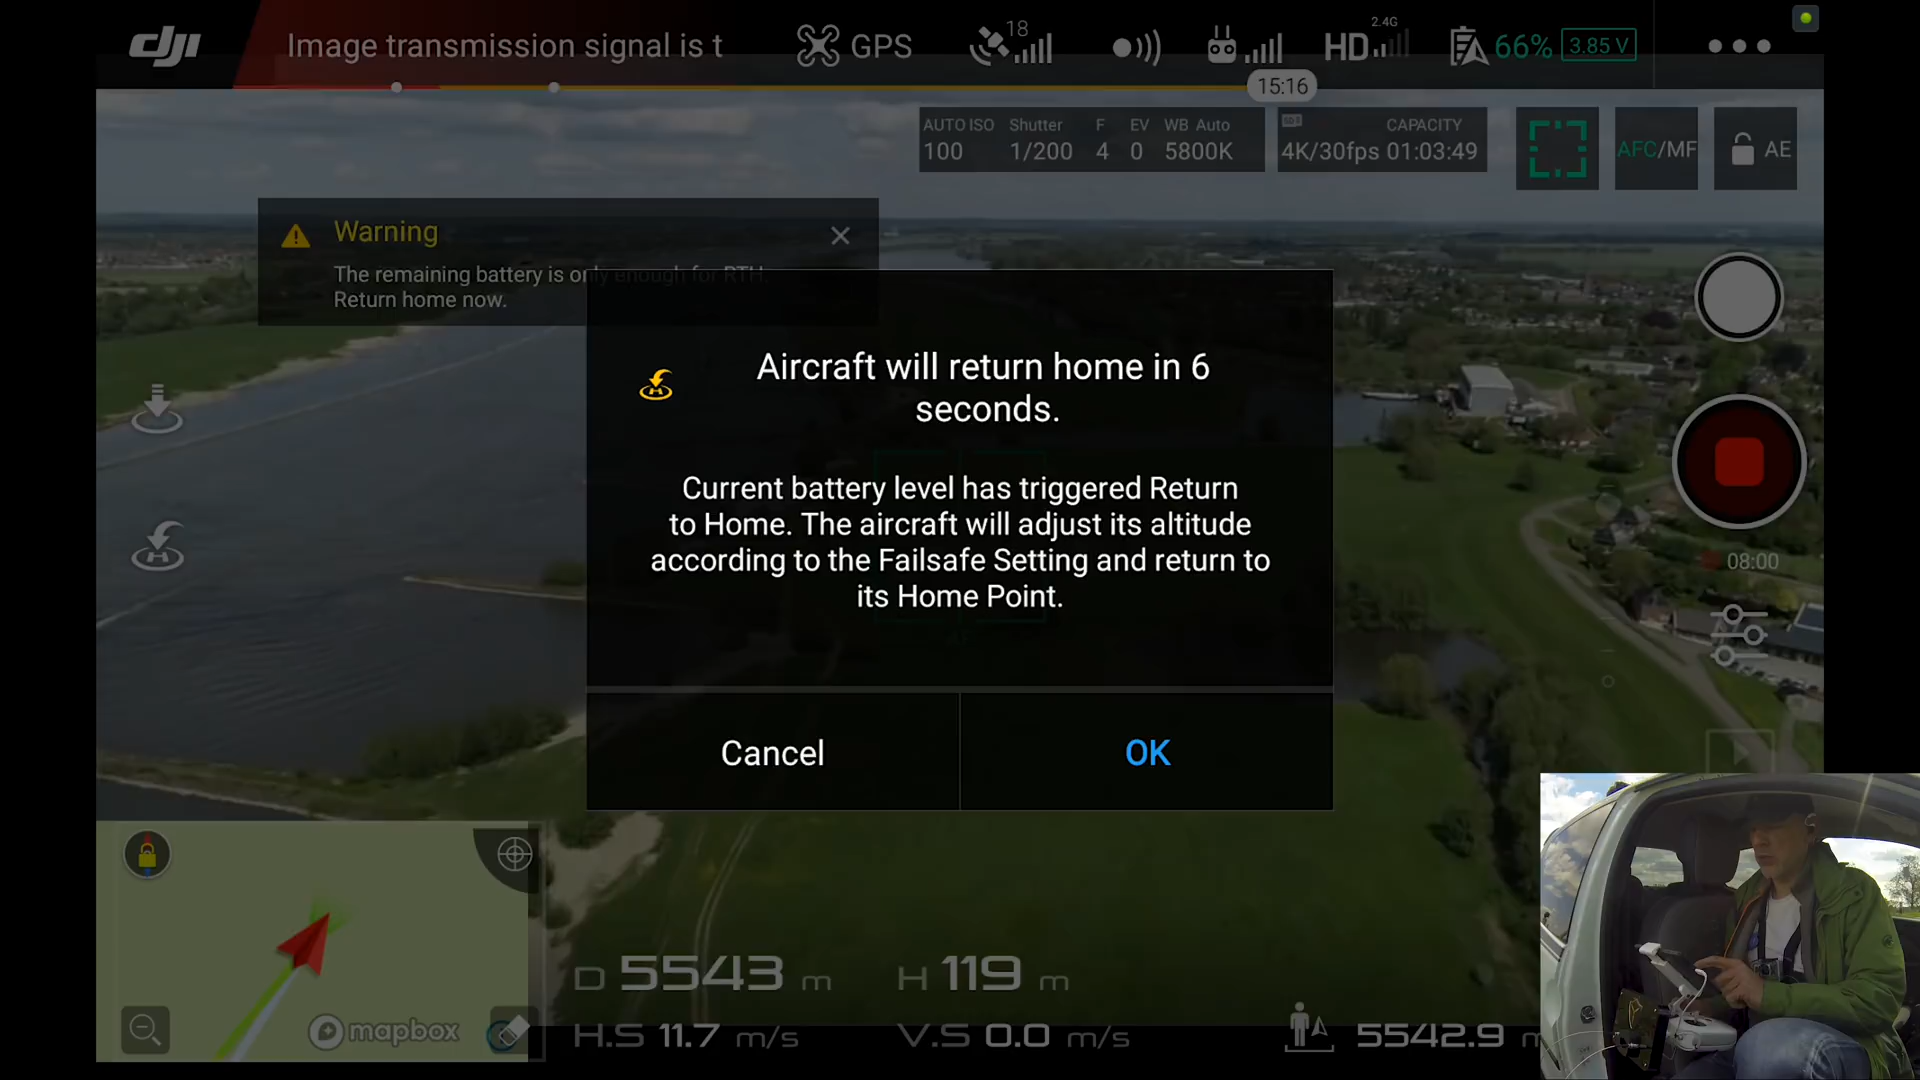 dji
Image transmission signal is t
GPS
18
HD
2.4G
66%
3.85 V
15:16
AUTO ISO Shutter F EV WB Auto
100 1/200 4 0 5800K
CAPACITY
4K/30fps 01:03:49
AFC/MF
AE
Warning
The remaining battery is only enough for RTH.
Return home now.
Aircraft will return home in 6
seconds.
Current battery level has triggered Return
to Home. The aircraft will adjust its altitude
according to the Failsafe Setting and return to
its Home Point.
Cancel
OK
08:00
mapbox
D 5543 m H 119 m
H.S 11.7 m/s V.S 0.0 m/s
5542.9 m